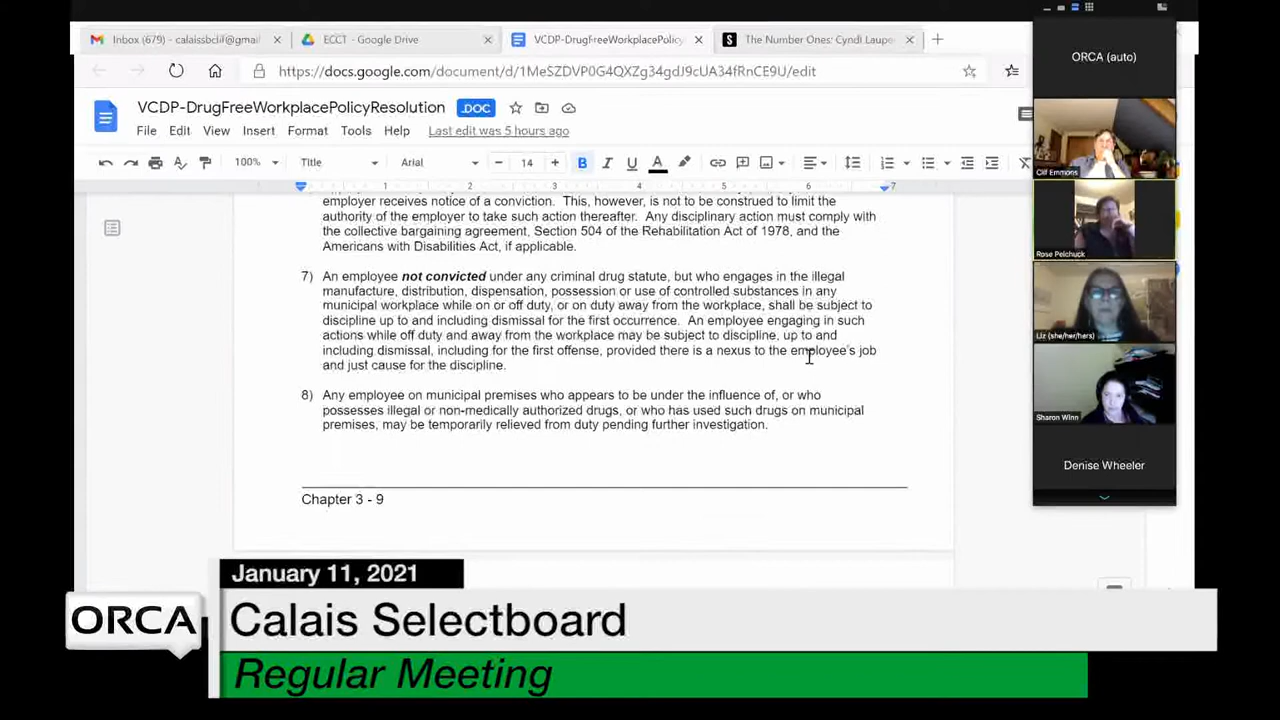 Inbox (679) - calaissbclif@gmail
ECCT - Google Drive
VCDP-DrugFreeWorkplacePolicy
The Number Ones: Cyndi Laupe
https://docs.google.com/document/d/1MeSZDVP0G4QXZg34gdJ9cUA34fRnCE9U/edit
VCDP-DrugFreeWorkplacePolicyResolution
.DOC
File Edit View Insert Format Tools Help Last edit was 5 hours ago
100% Title Arial 14 B I U A
6 7
employer receives notice of a conviction. This, however, is not to be construed to limit the
authority of the employer to take such action thereafter. Any disciplinary action must comply with
the collective bargaining agreement, Section 504 of the Rehabilitation Act of 1978, and the
Americans with Disabilities Act, if applicable.
7) An employee not convicted under any criminal drug statute, but who engages in the illegal
manufacture, distribution, dispensation, possession or use of controlled substances in any
municipal workplace while on or off duty, or on duty away from the workplace, shall be subject to
discipline up to and including dismissal for the first occurrence. An employee engaging in such
actions while off duty and away from the workplace may be subject to discipline, up to and
including dismissal, including for the first offense, provided there is a nexus to the employee's job
and just cause for the discipline.
8) Any employee on municipal premises who appears to be under the influence of, or who
possesses illegal or non-medically authorized drugs, or who has used such drugs on municipal
premises, may be temporarily relieved from duty pending further investigation.
Chapter 3 - 9
ORCA (auto)
Clif Emmons
Rose Pelchuck
Liz (she/her/hers)
Sharon Winn
Denise Wheeler
January 11, 2021
ORCA
Calais Selectboard
Regular Meeting